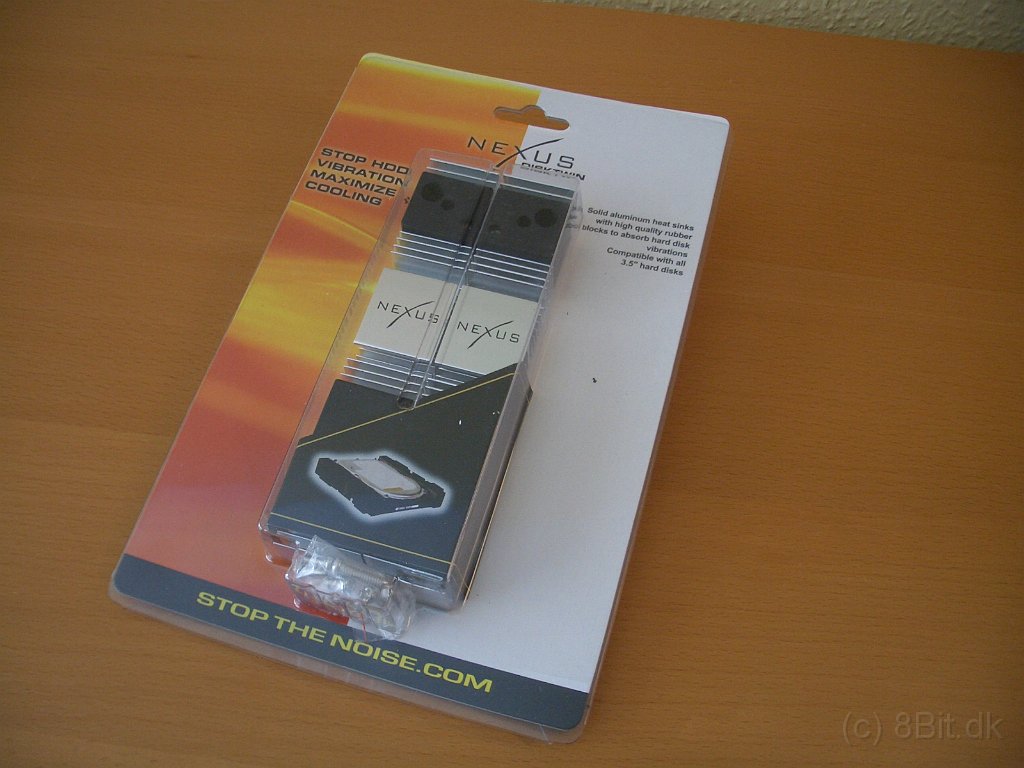 NEXUS
DISKTWIN
STOP HDD
VIBRATION
MAXIMIZE
COOLING
Solid aluminum heat sinks
with high quality rubber
blocks to absorb hard disk
vibrations
Compatible with all
3.5" hard disks
NEXUS
NEXUS
STOP THE NOISE.COM
(c) 8Bit.dk